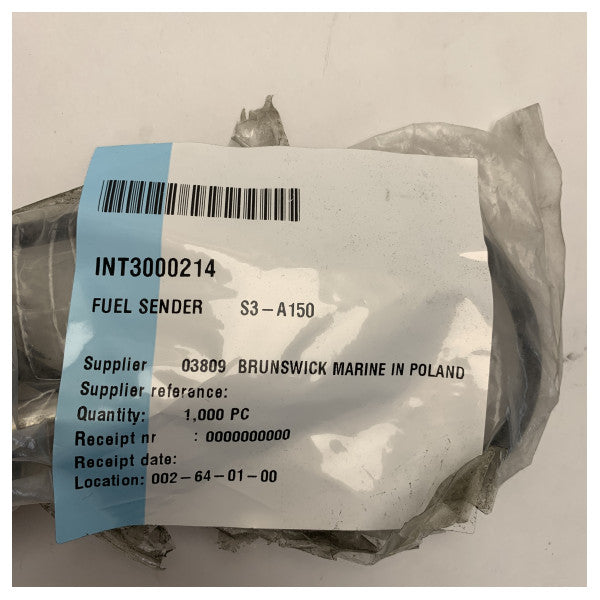 INT3000214
FUEL SENDER S3-A150
Supplier 03809 BRUNSWICK MARINE IN POLAND
Supplier reference:
Quantity: 1,000 PC
Receipt nr : 0000000000
Receipt date:
Location: 002-64-01-00